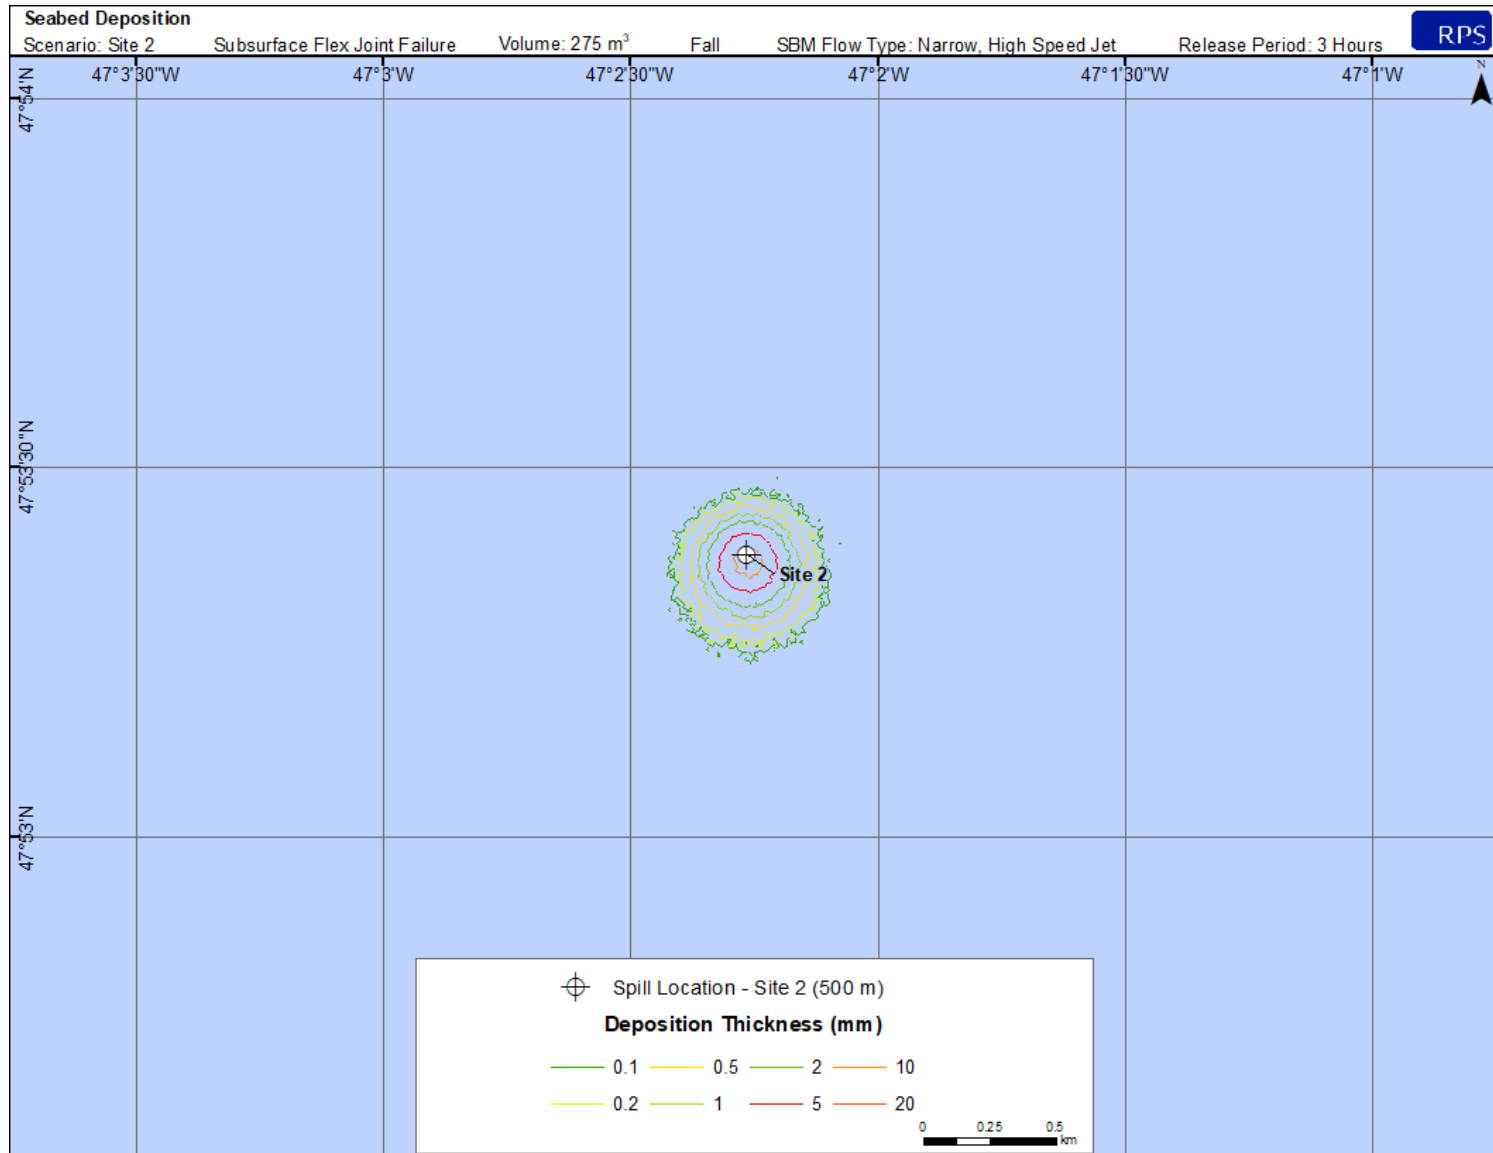 Seabed Deposition
Scenario: Site 2 Subsurface Flex Joint Failure Volume: 275 m³ Fall SBM Flow Type: Narrow, High Speed Jet Release Period: 3 Hours RPS
47°3'30"W 47°3'W 47°2'30"W 47°2'W 47°1'30"W 47°1'W N
47°54'N
47°53'30"N
Site 2
47°53'N
Spill Location - Site 2 (500 m)
Deposition Thickness (mm)
0.1 0.5 2 10
0.2 1 5 20
0 0.25 0.5
km